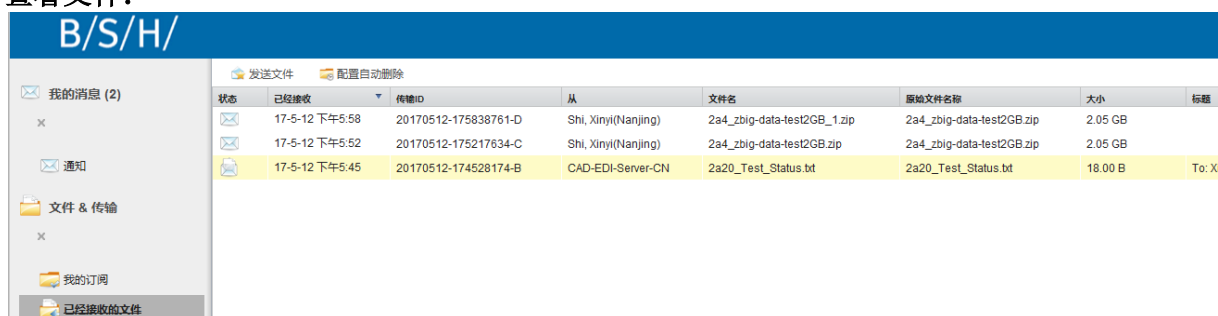 查看文件：
B/S/H/
发送文件 配置自动删除
我的消息 (2)
通知
文件 & 传输
我的订阅
已经接收的文件
状态 已经接收 传输ID 从 文件名 原始文件名称 大小 标题
17-5-12 下午5:58 20170512-175838761-D Shi, Xinyi(Nanjing) 2a4_zbig-data-test2GB_1.zip 2a4_zbig-data-test2GB.zip 2.05 GB
17-5-12 下午5:52 20170512-175217634-C Shi, Xinyi(Nanjing) 2a4_zbig-data-test2GB.zip 2a4_zbig-data-test2GB.zip 2.05 GB
17-5-12 下午5:45 20170512-174528174-B CAD-EDI-Server-CN 2a20_Test_Status.txt 2a20_Test_Status.txt 18.00 B To: X